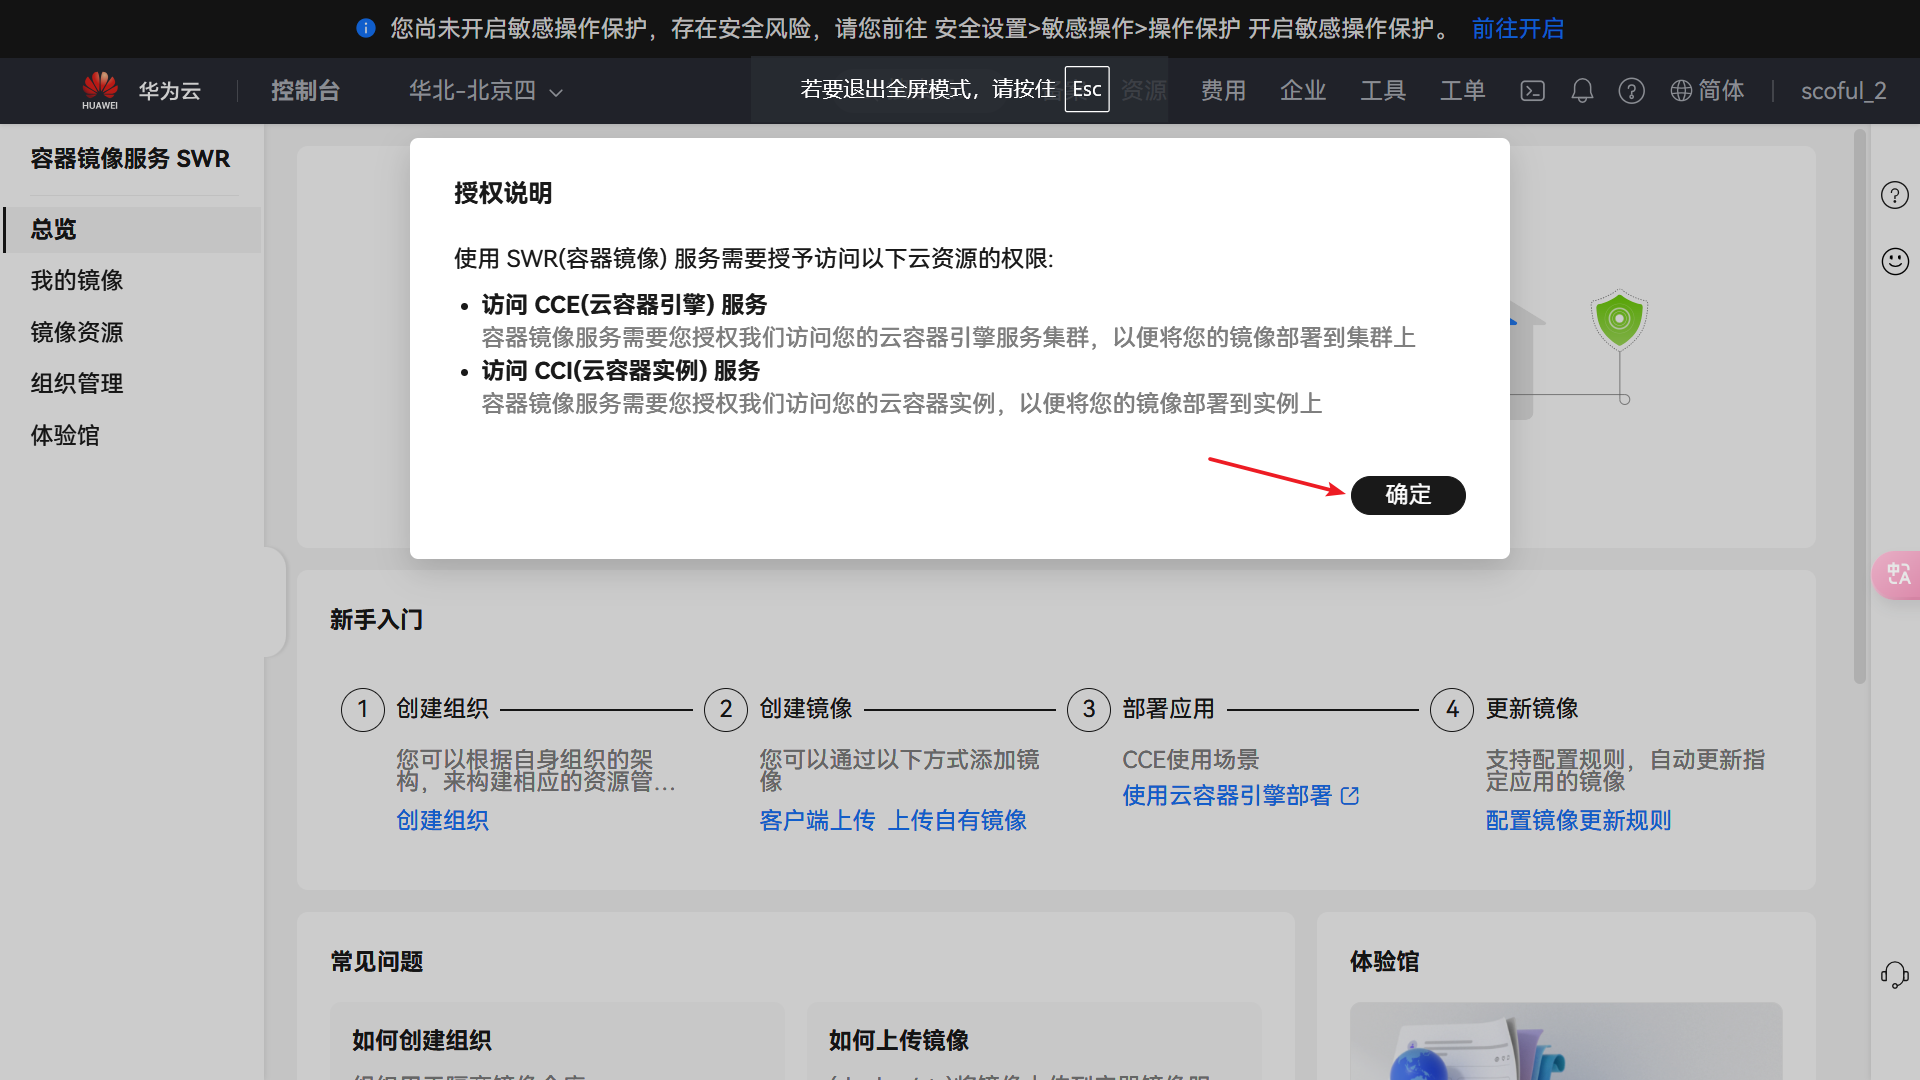 您尚未开启敏感操作保护，存在安全风险，请您前往 安全设置>敏感操作>操作保护 开启敏感操作保护。 前往开启
HUAWEI
华为云
控制台
华北-北京四
若要退出全屏模式，请按住 Esc
资源
费用
企业
工具
工单
简体
scoful_2
容器镜像服务 SWR
总览
我的镜像
镜像资源
组织管理
体验馆
授权说明
使用 SWR(容器镜像) 服务需要授予访问以下云资源的权限:
访问 CCE(云容器引擎) 服务
容器镜像服务需要您授权我们访问您的云容器引擎服务集群，以便将您的镜像部署到集群上
访问 CCI(云容器实例) 服务
容器镜像服务需要您授权我们访问您的云容器实例，以便将您的镜像部署到实例上
确定
新手入门
1 创建组织
您可以根据自身组织的架
构，来构建相应的资源管...
创建组织
2 创建镜像
您可以通过以下方式添加镜
像
客户端上传 上传自有镜像
3 部署应用
CCE使用场景
使用云容器引擎部署
4 更新镜像
支持配置规则，自动更新指
定应用的镜像
配置镜像更新规则
常见问题
如何创建组织
如何上传镜像
体验馆